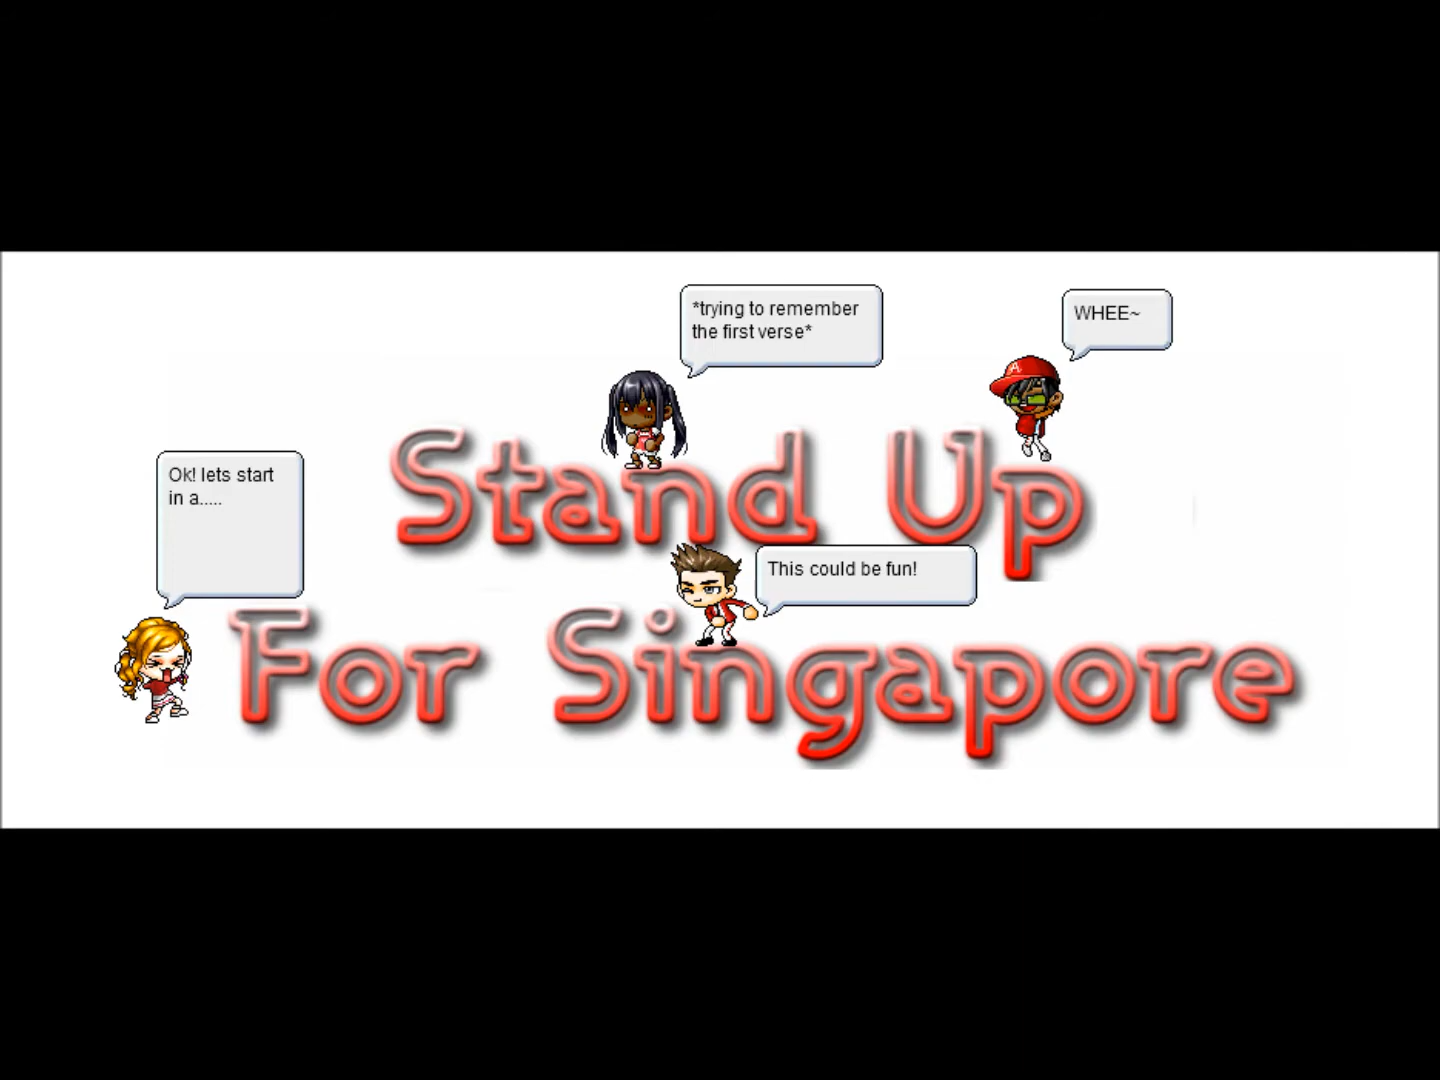 *trying to remember
the first verse*
WHEE~
A
Ok! lets start
in a.....
Stand Up
This could be fun!
For Singapore